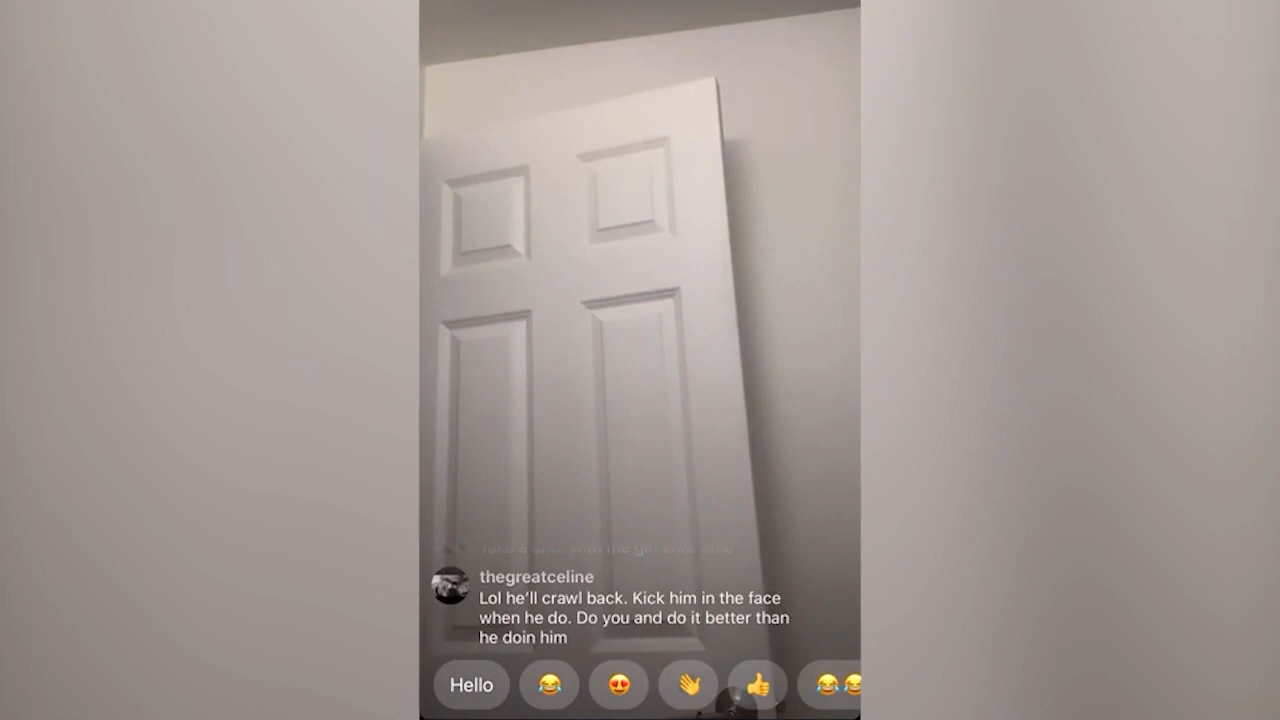 thegreatceline
Lol he'll crawl back. Kick him in the face
when he do. Do you and do it better than
he doin him
Hello